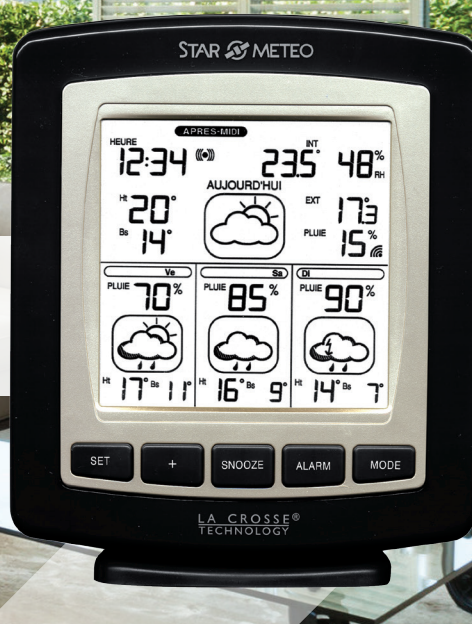 STAR METEO
APRES-MIDI
HEURE INT
12:34 23.5° 48% RH
AUJOURD'HUI
Ht 20° EXT 17.3
Bs 14° PLUIE 15%
Ve Sa Di
PLUIE 70% PLUIE 85% PLUIE 90%
Ht 17° Bs 11° Ht 16° Bs 9° Ht 14° Bs 7°
SET + SNOOZE ALARM MODE
LA CROSSE®
TECHNOLOGY